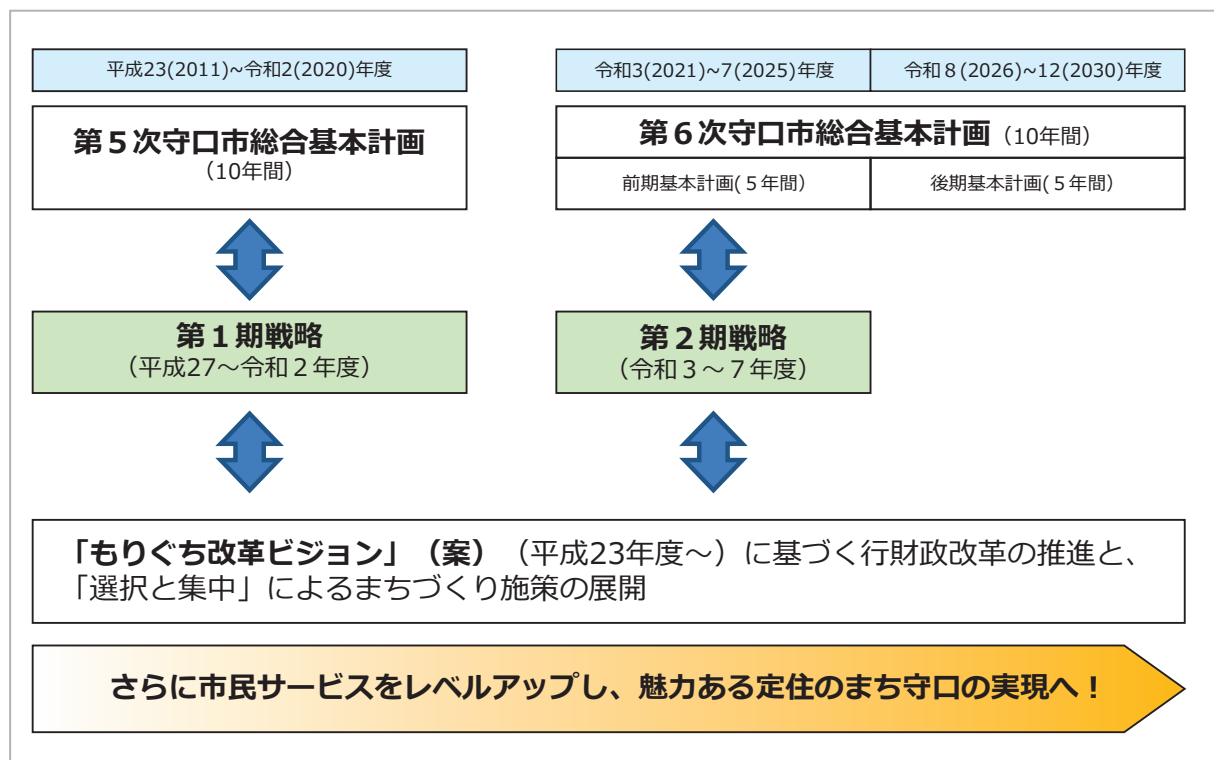 平成23(2011)~令和2(2020)年度
令和3(2021)~7(2025)年度
令和８(2026)~12(2030)年度
第５次守口市総合基本計画
（10年間）
第６次守口市総合基本計画（10年間）
前期基本計画(５年間）
後期基本計画(５年間）
第１期戦略
（平成27～令和２年度）
第２期戦略
（令和３～７年度）
「もりぐち改革ビジョン」（案）（平成23年度～）に基づく行財政改革の推進と、
「選択と集中」によるまちづくり施策の展開
さらに市民サービスをレベルアップし、魅力ある定住のまち守口の実現へ！